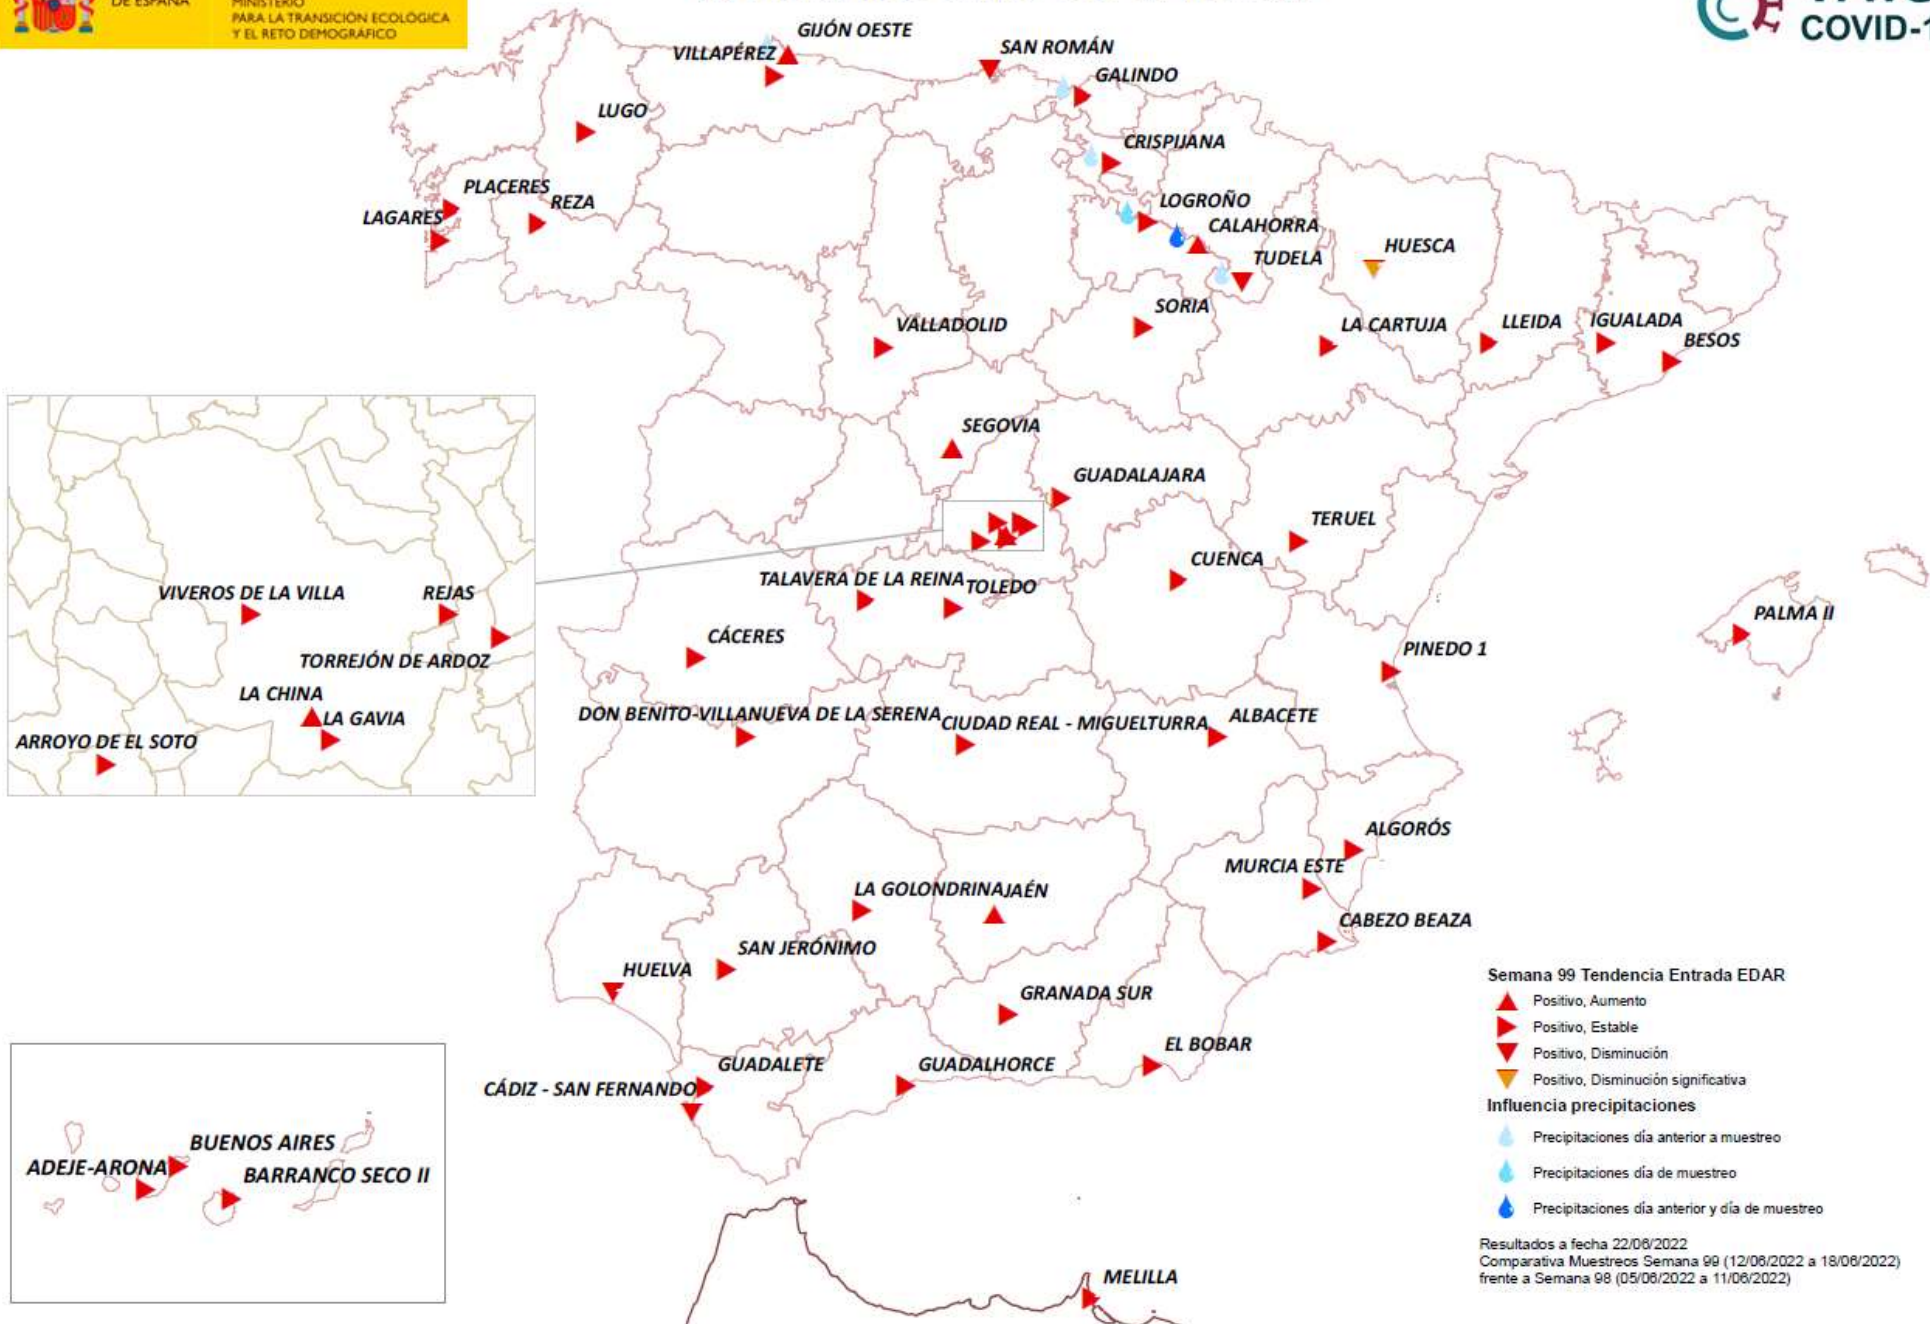 DE ESPAÑA
MINISTERIO
PARA LA TRANSICIÓN ECOLÓGICA
Y EL RETO DEMOGRÁFICO
COVID-1
GIJÓN OESTE
VILLAPÉREZ
SAN ROMÁN
GALINDO
LUGO
CRISPIJANA
PLACERES
REZA
LAGARES
LOGROÑO
CALAHORRA
TUDELA
HUESCA
SORIA
VALLADOLID
LA CARTUJA
LLEIDA
IGUALADA
BESOS
SEGOVIA
GUADALAJARA
TERUEL
CUENCA
TALAVERA DE LA REINA
TOLEDO
VIVEROS DE LA VILLA
REJAS
TORREJÓN DE ARDOZ
LA CHINA
LA GAVIA
ARROYO DE EL SOTO
CÁCERES
PALMA II
PINEDO 1
DON BENITO-VILLANUEVA DE LA SERENA
CIUDAD REAL - MIGUELTURRA
ALBACETE
ALGORÓS
MURCIA ESTE
LA GOLONDRINA
JAÉN
CABEZO BEAZA
SAN JERÓNIMO
HUELVA
GRANADA SUR
EL BOBAR
GUADALETE
GUADALHORCE
CÁDIZ - SAN FERNANDO
BUENOS AIRES
ADEJE-ARONA
BARRANCO SECO II
MELILLA
Semana 99 Tendencia Entrada EDAR
Positivo, Aumento
Positivo, Estable
Positivo, Disminución
Positivo, Disminución significativa
Influencia precipitaciones
Precipitaciones día anterior a muestreo
Precipitaciones día de muestreo
Precipitaciones día anterior y día de muestreo
Resultados a fecha 22/06/2022
Comparativa Muestreos Semana 99 (12/06/2022 a 18/06/2022)
frente a Semana 98 (05/06/2022 a 11/06/2022)